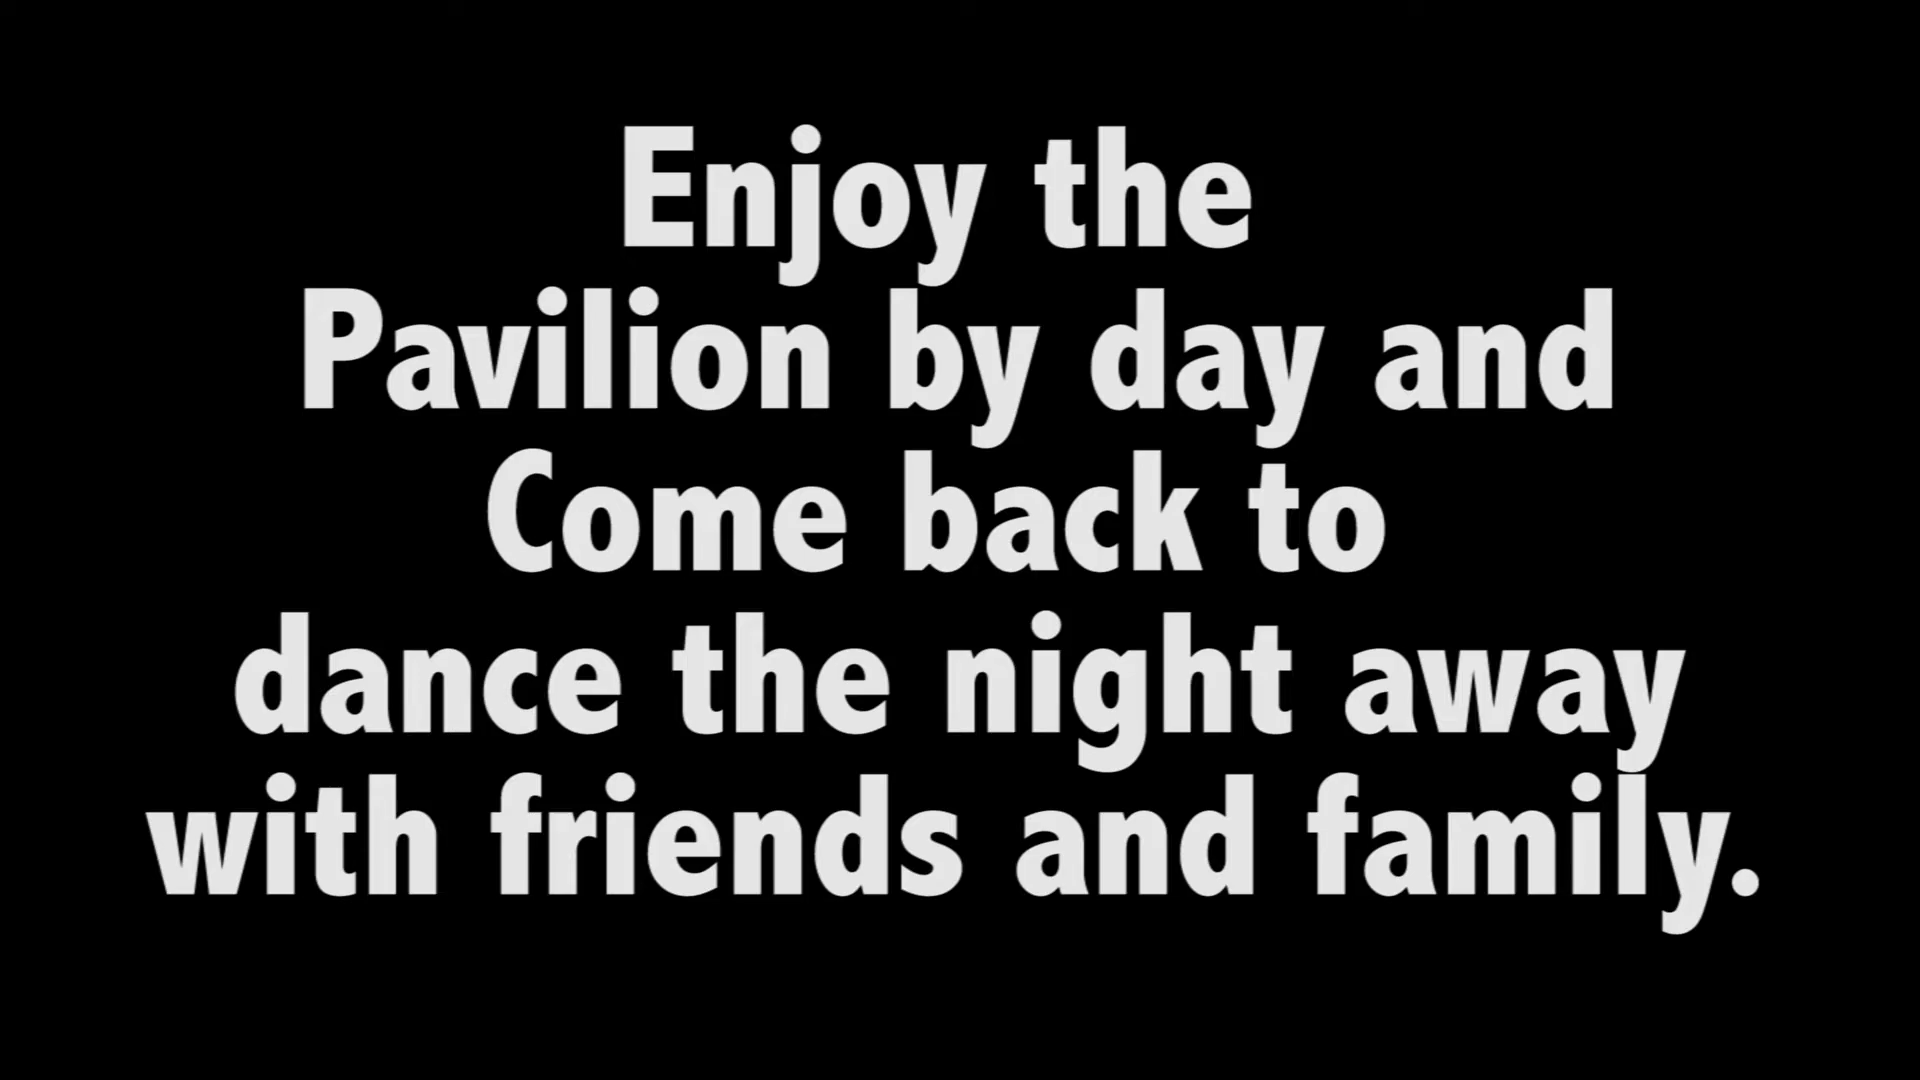 Enjoy the
Pavilion by day and
Come back to
dance the night away
with friends and family.